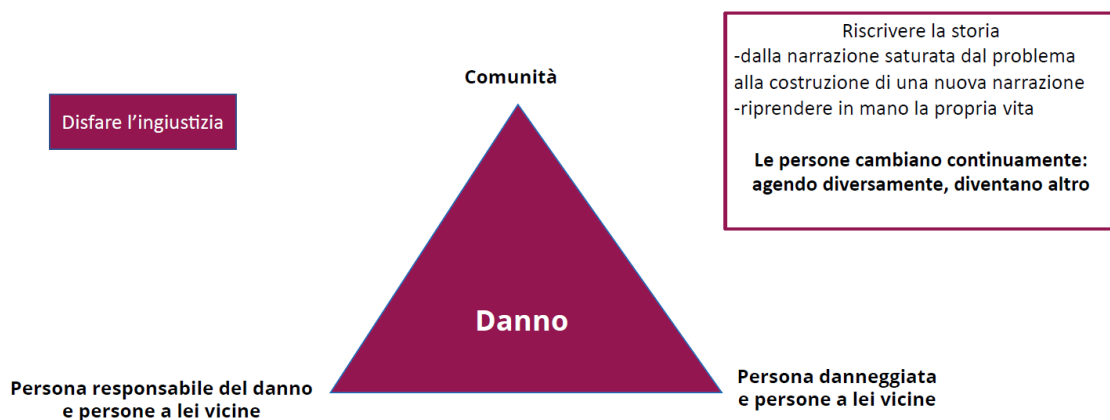 Disfare l'ingiustizia
Comunità
Riscrivere la storia
-dalla narrazione saturata dal problema
alla costruzione di una nuova narrazione
-riprendere in mano la propria vita
Le persone cambiano continuamente:
agendo diversamente, diventano altro
Danno
Persona responsabile del danno
e persone a lei vicine
Persona danneggiata
e persone a lei vicine